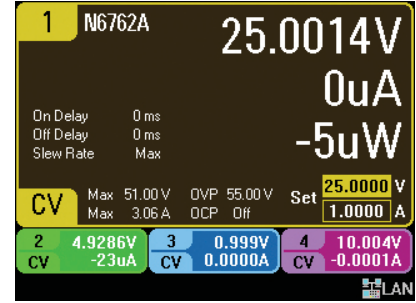 1 N6762A 25.0014V
0uA
-5uW
On Delay 0 ms
Off Delay 0 ms
Slew Rate Max
CV Max 51.00 V OVP 55.00 V Set 25.0000 V
Max 3.06 A OCP Off 1.0000 A
2 4.9286V 3 0.999V 4 10.004V
CV -23uA CV 0.0000A CV -0.0001A
LAN